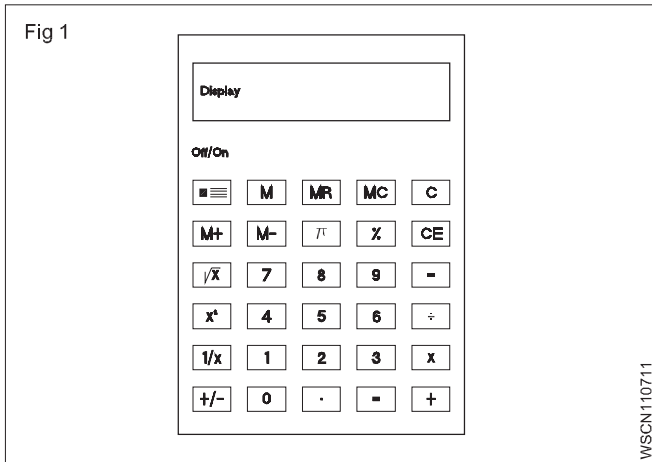 Fig 1
Display
Off/On
M MR MC C
M+ M- π % CE
√x 7 8 9 -
x² 4 5 6 ÷
1/x 1 2 3 x
+/- 0 · = +
WSCN110711